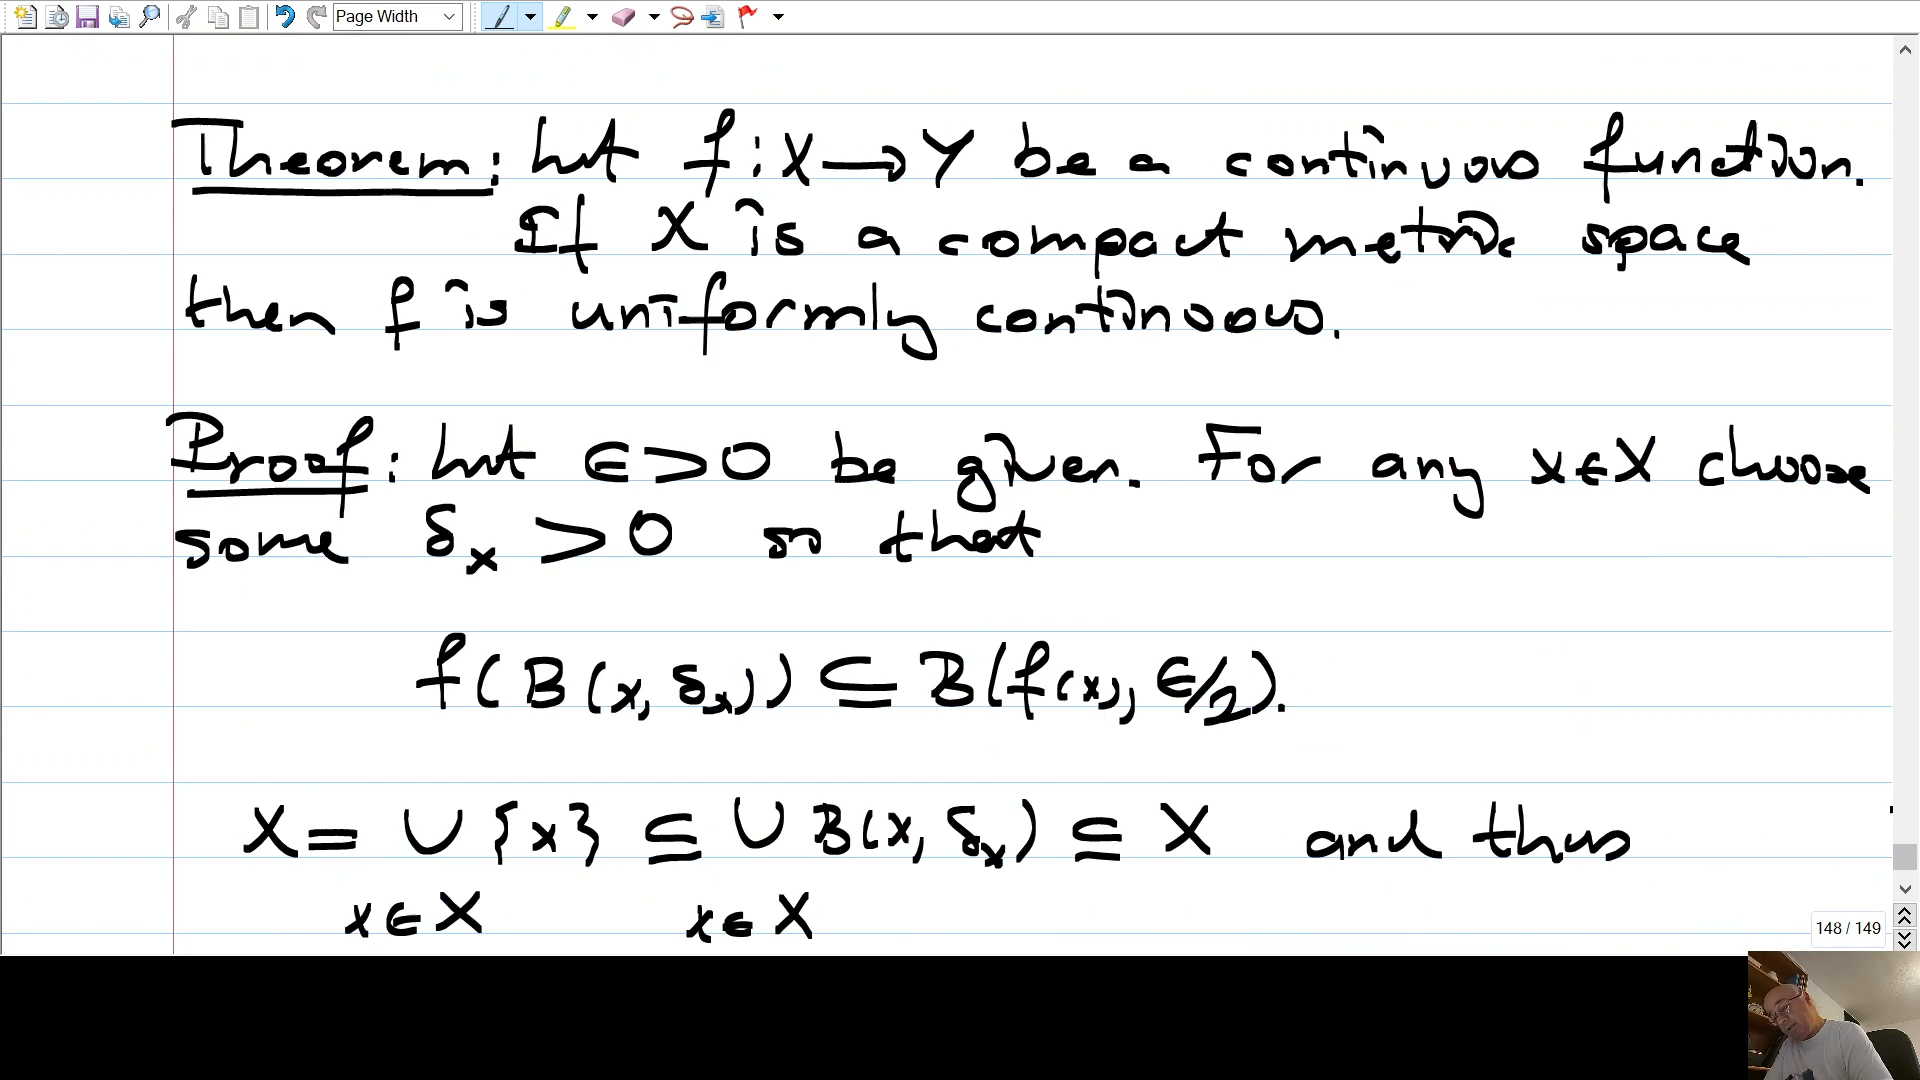 Page Width
Theorem: Let f: X → Y be a continuous function.
If X is a compact metric space
then f is uniformly continuous.
Proof: Let ϵ > 0 be given. For any x ∈ X choose
some δₓ > 0 so that
f(B(x, δₓ)) ⊆ B(f(x), ϵ/2).
X = ∪ {x} ⊆ ∪ B(x, δₓ) ⊆ X and thus
x ∈ X x ∈ X
148 / 149